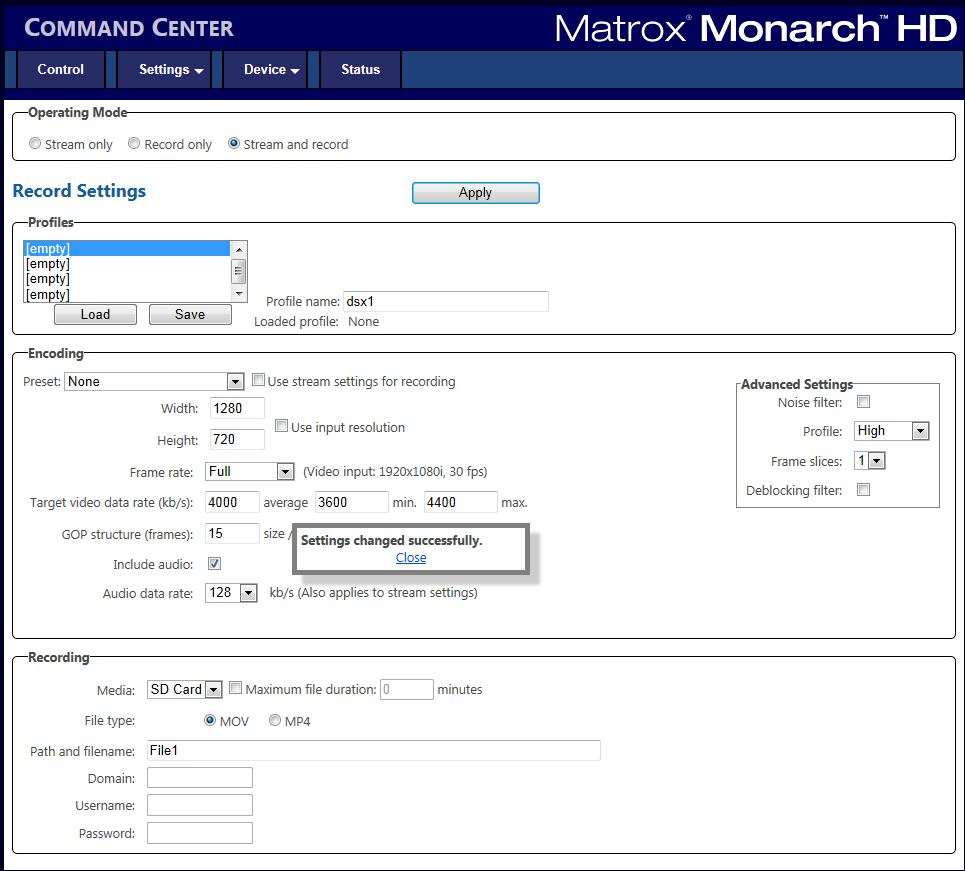 COMMAND CENTER
Matrox® Monarch™ HD
Control Settings Device Status
Operating Mode
Stream only Record only Stream and record
Record Settings
Apply
Profiles
[empty]
[empty]
[empty]
[empty]
Profile name: dsx1
Load Save
Loaded profile: None
Encoding
Preset: None Use stream settings for recording
Width: 1280
Use input resolution
Height: 720
Frame rate: Full (Video input: 1920x1080i, 30 fps)
Target video data rate (kb/s): 4000 average 3600 min. 4400 max.
GOP structure (frames): 15 size /
Settings changed successfully.
Close
Include audio:
Audio data rate: 128 kb/s (Also applies to stream settings)
Advanced Settings
Noise filter:
Profile: High
Frame slices: 1
Deblocking filter:
Recording
Media: SD Card Maximum file duration: 0 minutes
File type: MOV MP4
Path and filename: File1
Domain:
Username:
Password: